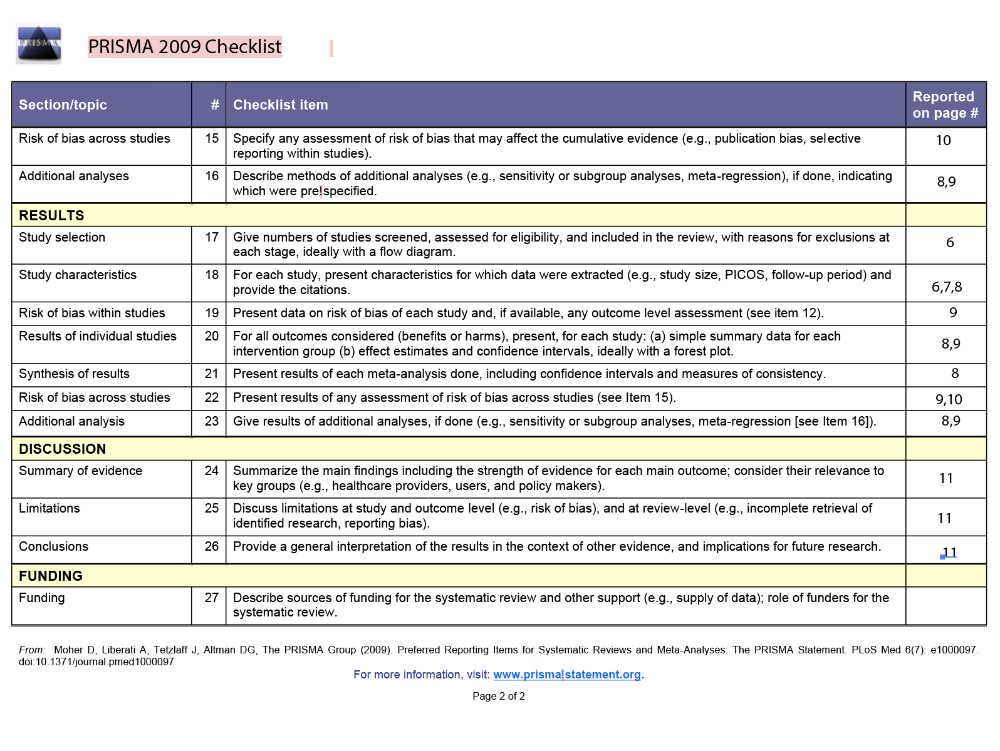 PRISMA
PRISMA 2009 Checklist
Section/topic # Checklist item Reported on page #
Risk of bias across studies 15 Specify any assessment of risk of bias that may affect the cumulative evidence (e.g., publication bias, selective
reporting within studies). 10
Additional analyses 16 Describe methods of additional analyses (e.g., sensitivity or subgroup analyses, meta-regression), if done, indicating
which were pre!specified. 8,9
RESULTS
Study selection 17 Give numbers of studies screened, assessed for eligibility, and included in the review, with reasons for exclusions at
each stage, ideally with a flow diagram. 6
Study characteristics 18 For each study, present characteristics for which data were extracted (e.g., study size, PICOS, follow-up period) and
provide the citations. 6,7,8
Risk of bias within studies 19 Present data on risk of bias of each study and, if available, any outcome level assessment (see item 12). 9
Results of individual studies 20 For all outcomes considered (benefits or harms), present, for each study: (a) simple summary data for each
intervention group (b) effect estimates and confidence intervals, ideally with a forest plot. 8,9
Synthesis of results 21 Present results of each meta-analysis done, including confidence intervals and measures of consistency. 8
Risk of bias across studies 22 Present results of any assessment of risk of bias across studies (see Item 15). 9,10
Additional analysis 23 Give results of additional analyses, if done (e.g., sensitivity or subgroup analyses, meta-regression [see Item 16]). 8,9
DISCUSSION
Summary of evidence 24 Summarize the main findings including the strength of evidence for each main outcome; consider their relevance to
key groups (e.g., healthcare providers, users, and policy makers). 11
Limitations 25 Discuss limitations at study and outcome level (e.g., risk of bias), and at review-level (e.g., incomplete retrieval of
identified research, reporting bias). 11
Conclusions 26 Provide a general interpretation of the results in the context of other evidence, and implications for future research. 11
FUNDING
Funding 27 Describe sources of funding for the systematic review and other support (e.g., supply of data); role of funders for the
systematic review.
From: Moher D, Liberati A, Tetzlaff J, Altman DG, The PRISMA Group (2009). Preferred Reporting Items for Systematic Reviews and Meta-Analyses: The PRISMA Statement. PLoS Med 6(7): e1000097.
doi:10.1371/journal.pmed1000097
For more information, visit: www.prisma!statement.org.
Page 2 of 2